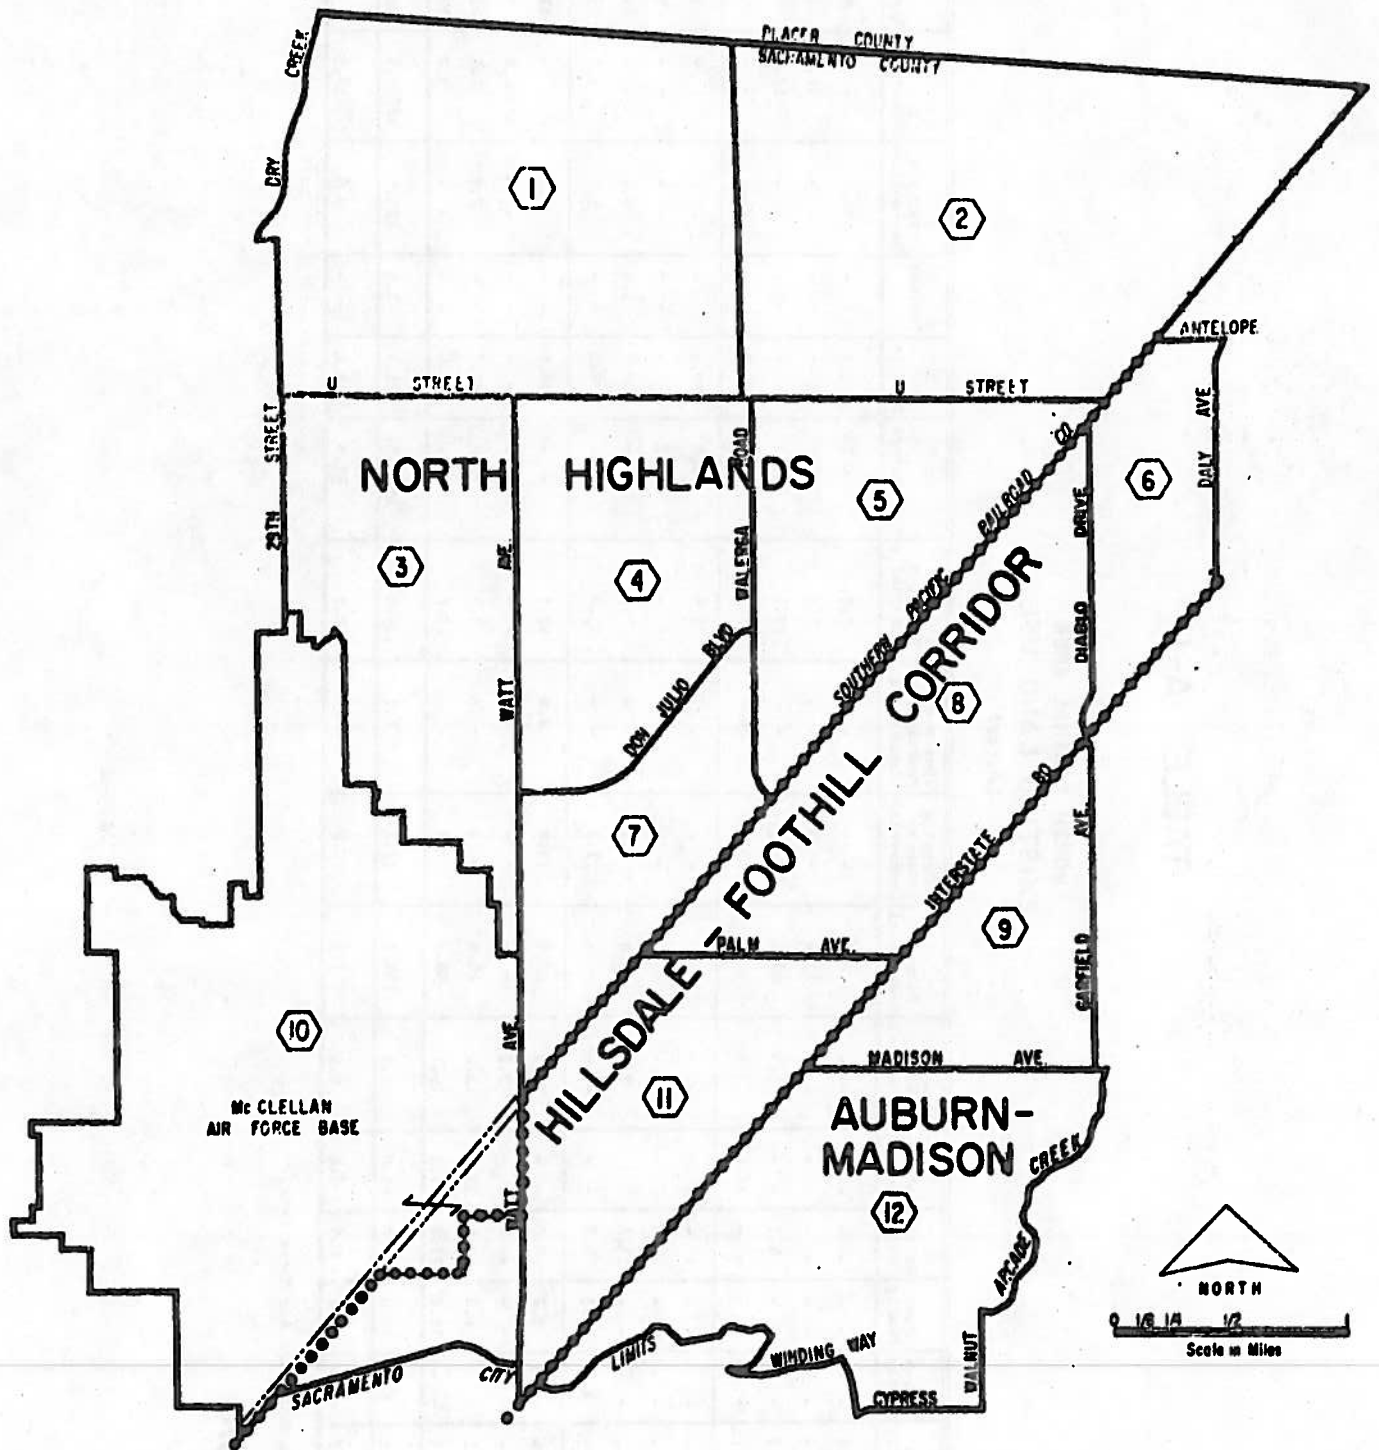 PLACER COUNTY
SACRAMENTO COUNTY
DRY CREEK
1
2
ANTELOPE
U STREET
U STREET
29TH STREET
NORTH HIGHLANDS
WALERGA ROAD
SOUTHERN PACIFIC RAILROAD CO.
DIABLO DRIVE
DALY AVE
3
4
5
6
WATT AVE.
DON JULIO BLVD
HILLSDALE - FOOTHILL CORRIDOR
7
8
INTERSTATE 80
GARFIELD AVE.
9
PALM AVE.
10
Mc CLELLAN
AIR FORCE BASE
WATT AVE.
11
MADISON AVE.
AUBURN-
MADISON
12
ARCADE CREEK
SACRAMENTO CITY LIMITS
WINDING WAY
CYPRESS
WALNUT
NORTH
0 1/8 1/4 1/2 1
Scale in Miles